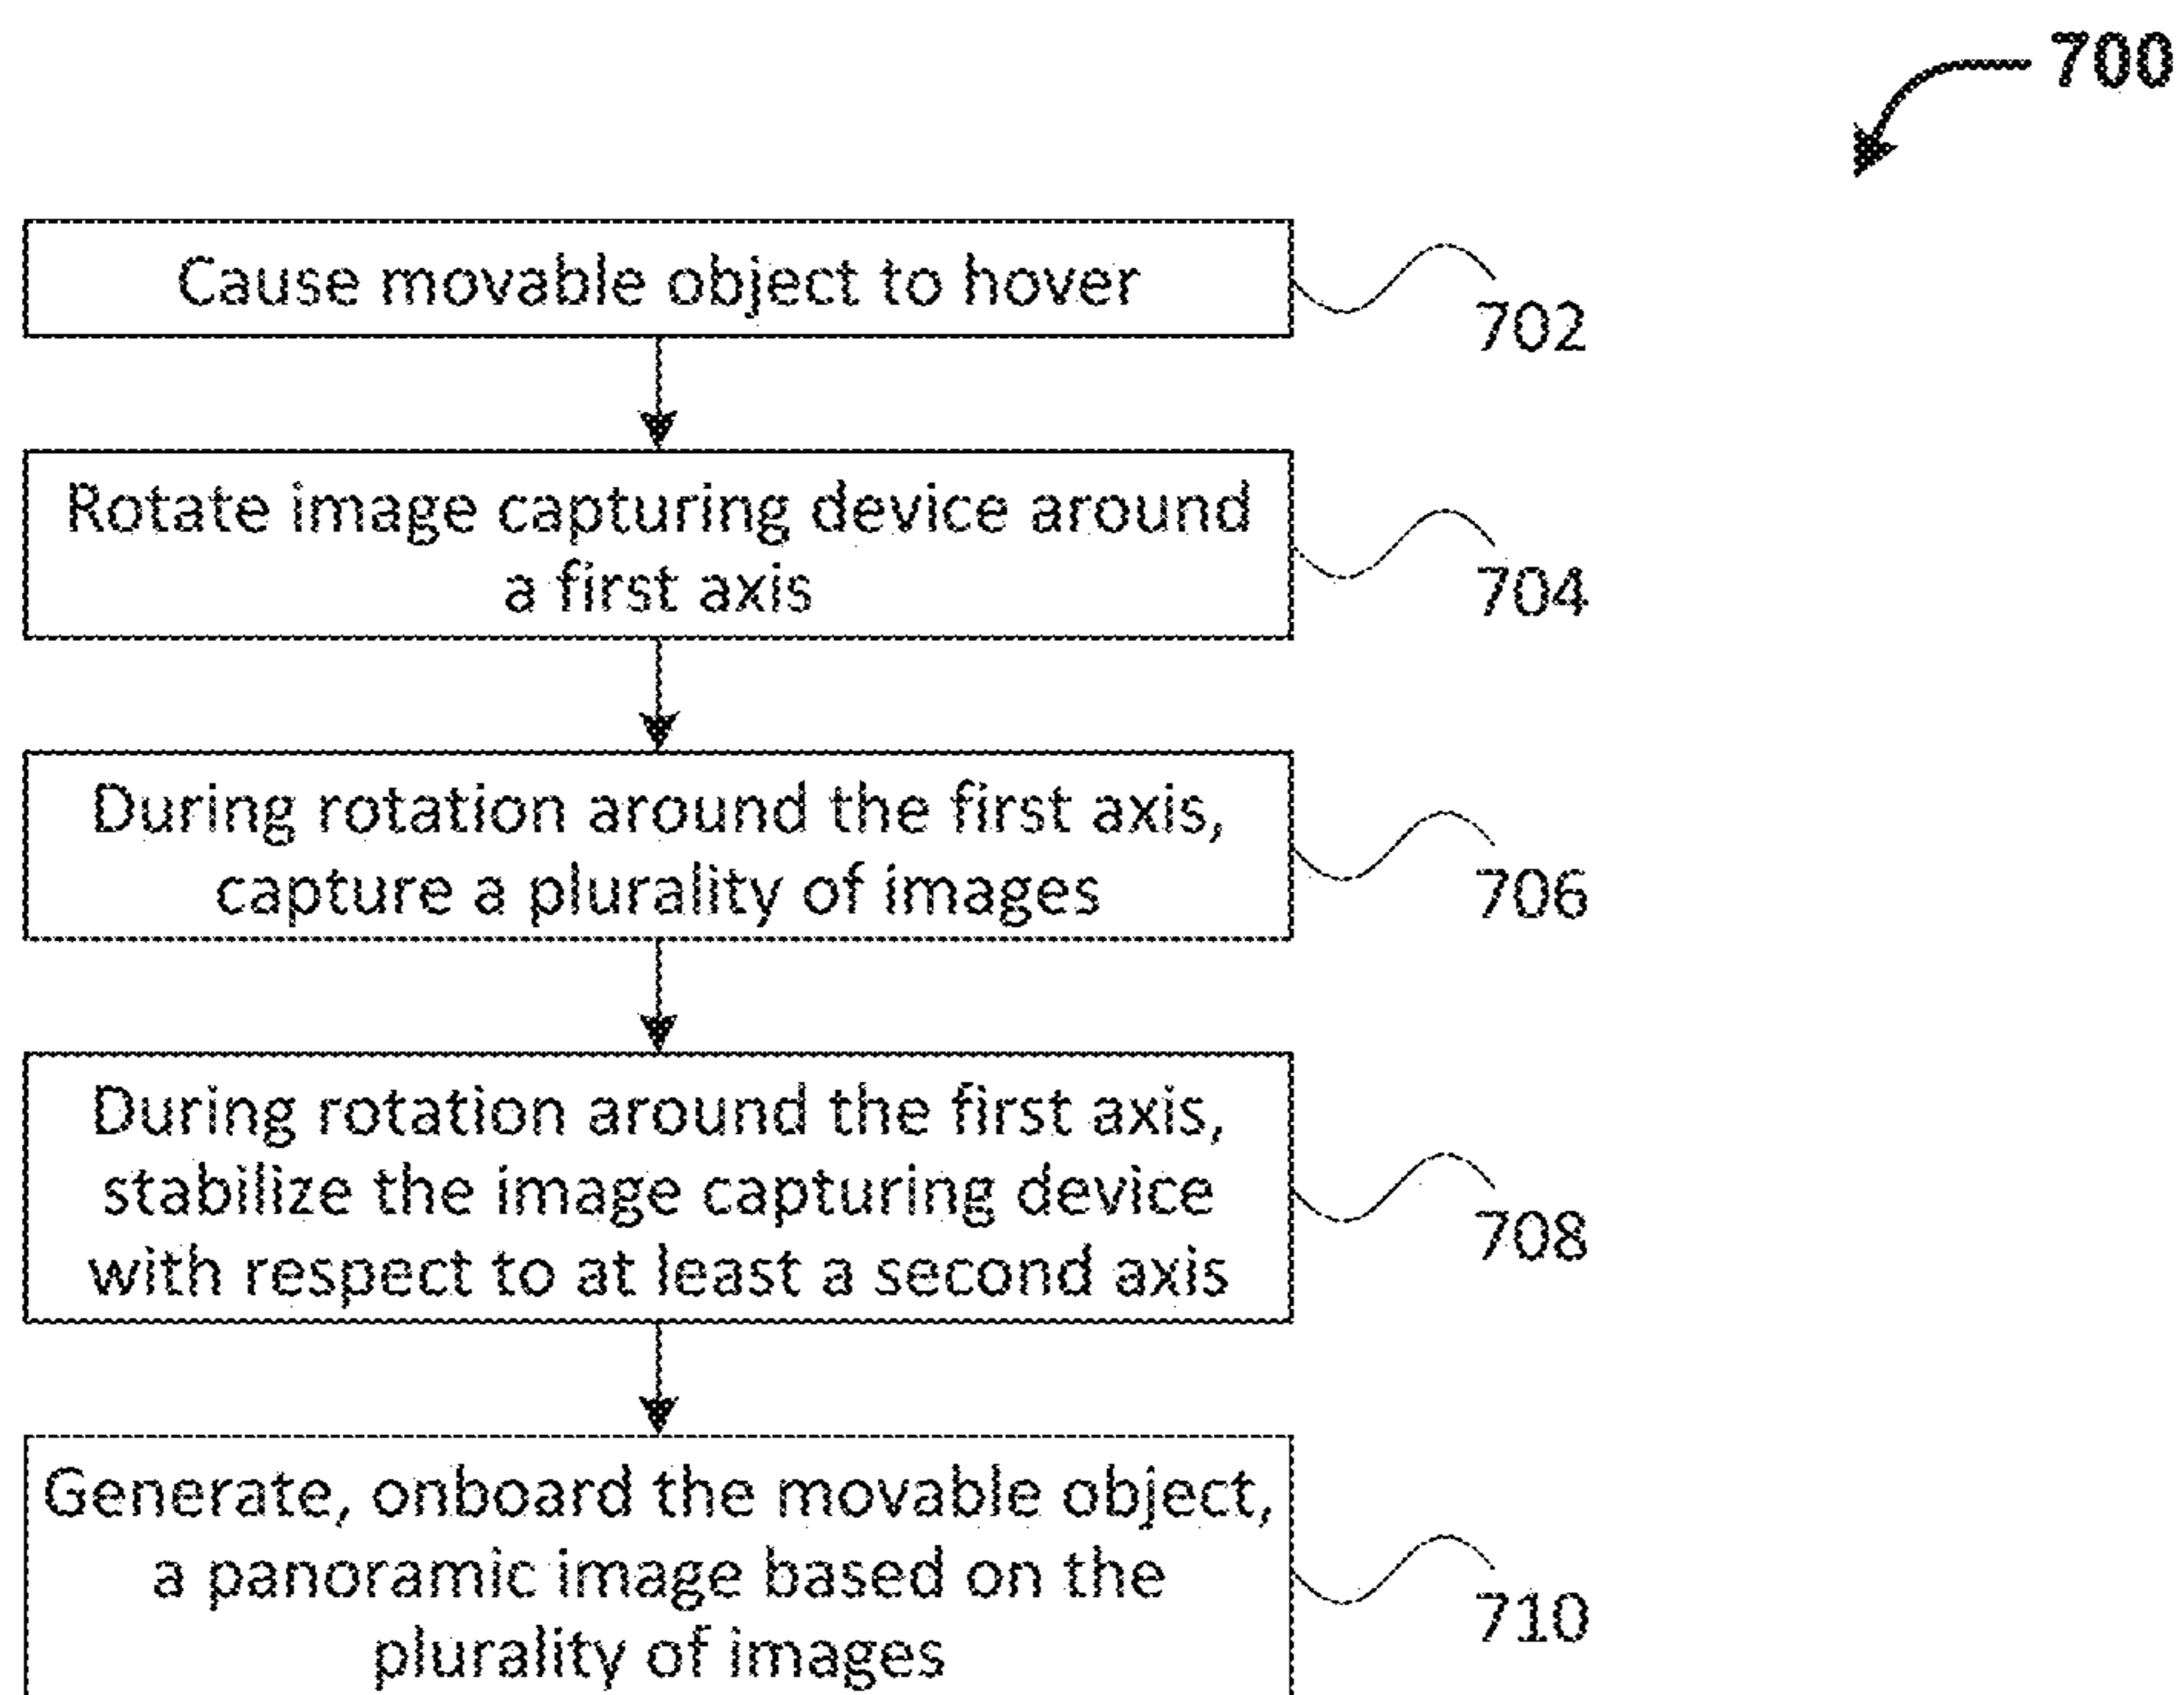 700
Cause movable object to hover
702
Rotate image capturing device around
a first axis
704
During rotation around the first axis,
capture a plurality of images
706
During rotation around the first axis,
stabilize the image capturing device
with respect to at least a second axis
708
Generate, onboard the movable object,
a panoramic image based on the
plurality of images
710